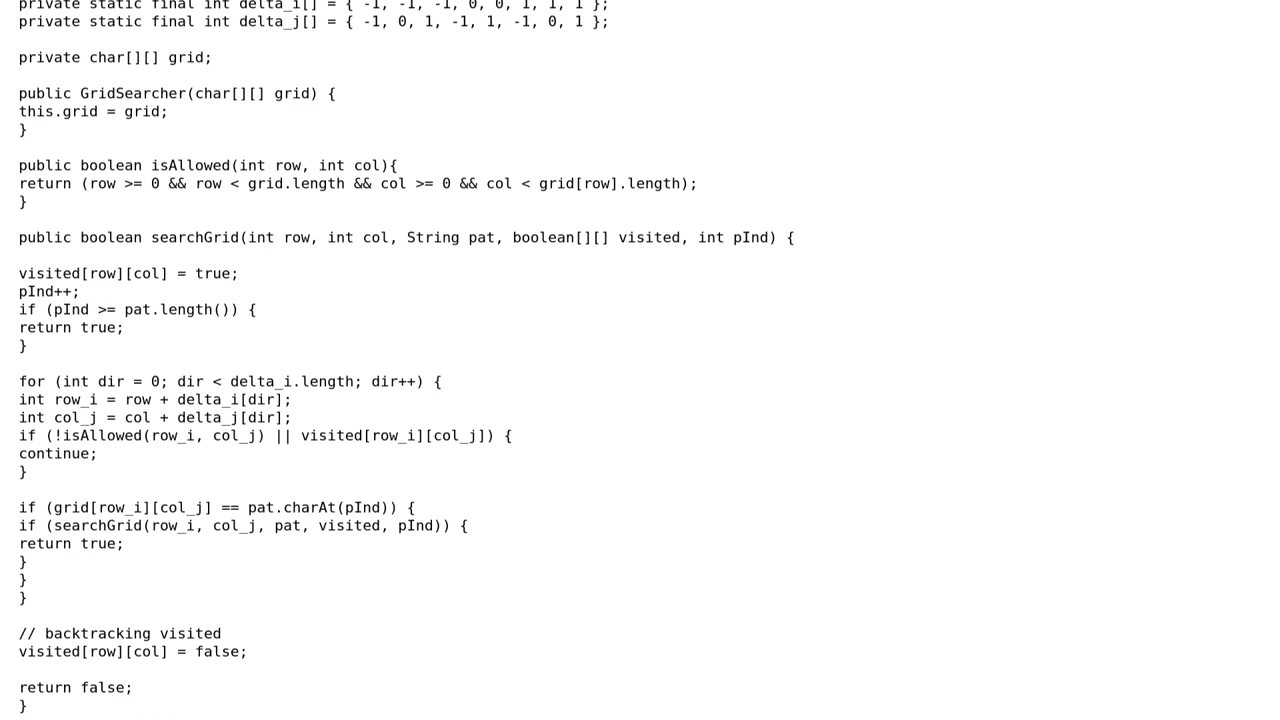 private static final int delta_i[] = { -1, -1, -1, 0, 0, 1, 1, 1 };
private static final int delta_j[] = { -1, 0, 1, -1, 1, -1, 0, 1 };
private char[][] grid;
public GridSearcher(char[][] grid) {
this.grid = grid;
}
public boolean isAllowed(int row, int col){
return (row >= 0 && row < grid.length && col >= 0 && col < grid[row].length);
}
public boolean searchGrid(int row, int col, String pat, boolean[][] visited, int pInd) {
visited[row][col] = true;
pInd++;
if (pInd >= pat.length()) {
return true;
}
for (int dir = 0; dir < delta_i.length; dir++) {
int row_i = row + delta_i[dir];
int col_j = col + delta_j[dir];
if (!isAllowed(row_i, col_j) || visited[row_i][col_j]) {
continue;
}
if (grid[row_i][col_j] == pat.charAt(pInd)) {
if (searchGrid(row_i, col_j, pat, visited, pInd)) {
return true;
}
}
}
// backtracking visited
visited[row][col] = false;
return false;
}